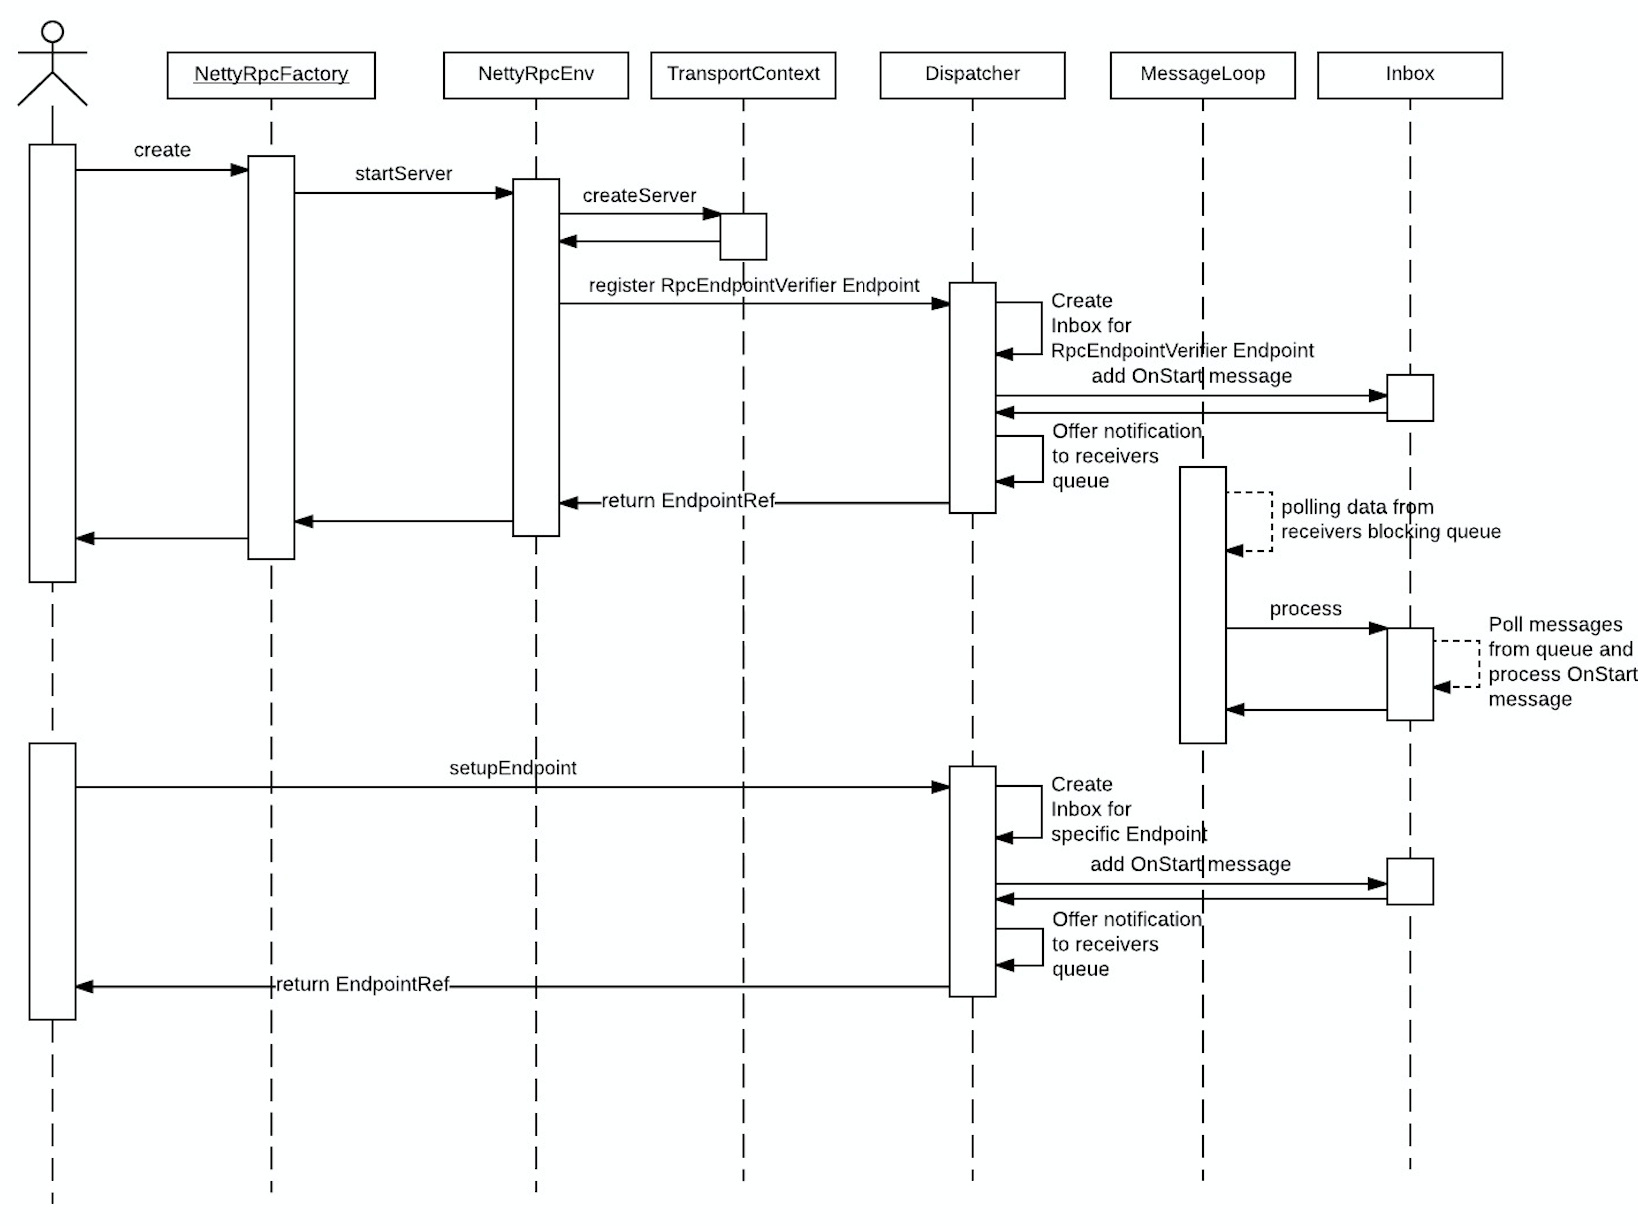 NettyRpcFactory
NettyRpcEnv
TransportContext
Dispatcher
MessageLoop
Inbox
create
startServer
createServer
register RpcEndpointVerifier Endpoint
Create
Inbox for
RpcEndpointVerifier Endpoint
add OnStart message
Offer notification
to receivers
queue
return EndpointRef
polling data from
receivers blocking queue
process
Poll messages
from queue and
process OnStart
message
setupEndpoint
Create
Inbox for
specific Endpoint
add OnStart message
Offer notification
to receivers
queue
return EndpointRef